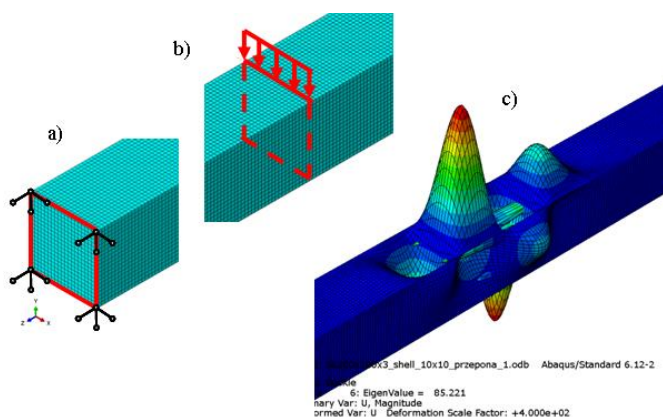 b)
a)
c)
Y
Z
X
x3_shell_10x10_przepona_1.odb Abaqus/Standard 6.12-2
6: EigenValue = 85.221
nary Var: U, Magnitude
ormed Var: U Deformation Scale Factor: +4.000e+02